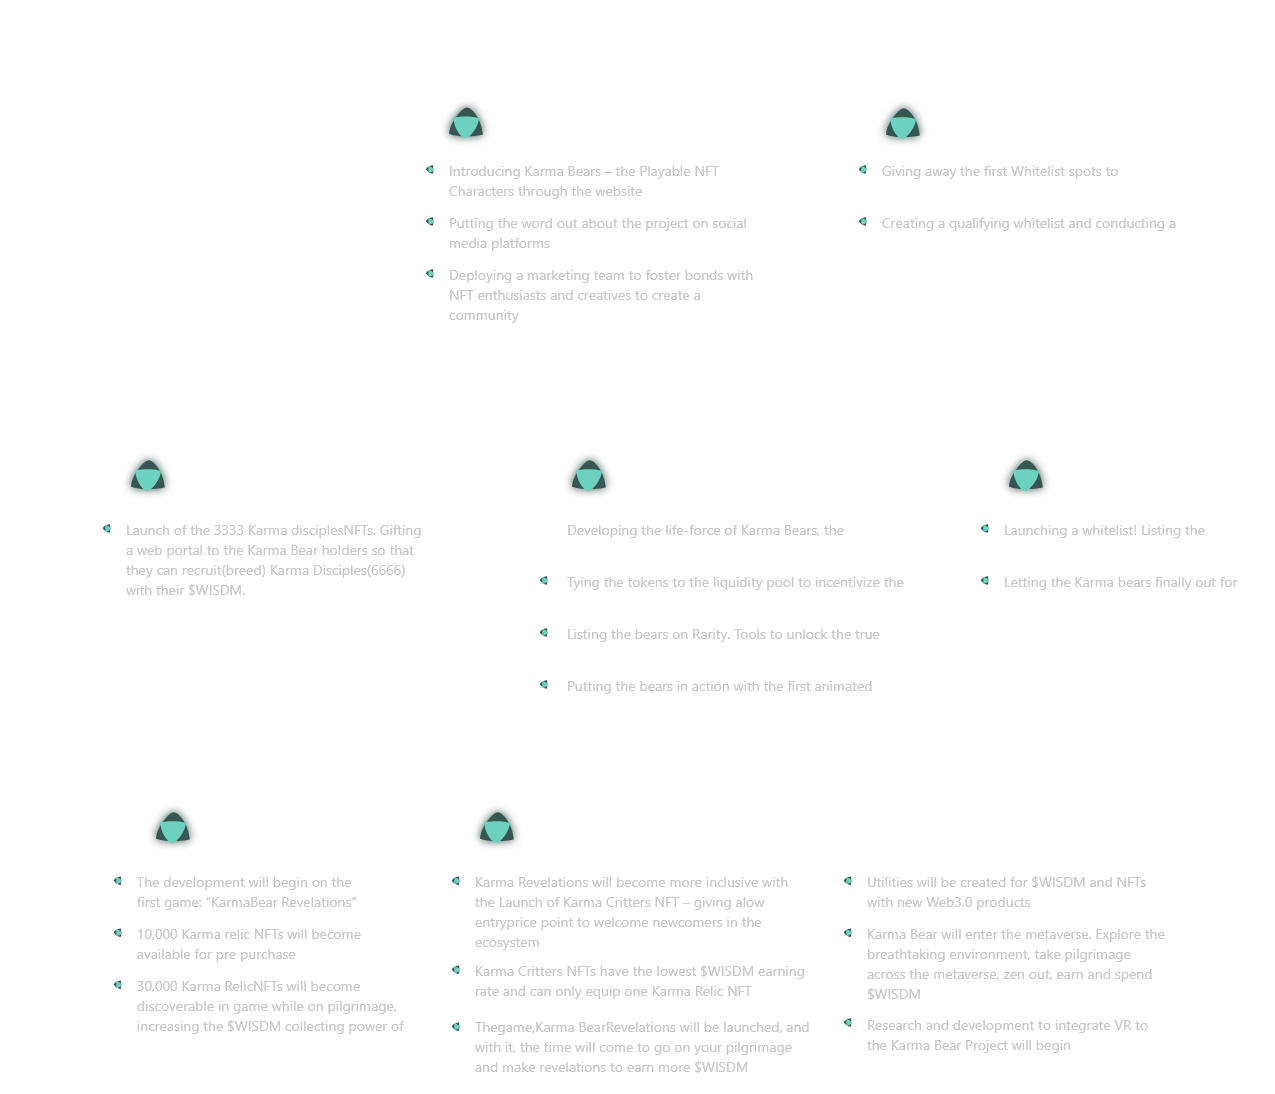 Introducing Karma Bears – the Playable NFT
Characters through the website
Putting the word out about the project on social
media platforms
Deploying a marketing team to foster bonds with
NFT enthusiasts and creatives to create a
community
Giving away the first Whitelist spots to
Creating a qualifying whitelist and conducting a
Launch of the 3333 Karma disciplesNFTs. Gifting
a web portal to the Karma Bear holders so that
they can recruit(breed) Karma Disciples(6666)
with their $WISDM.
Developing the life-force of Karma Bears, the
Tying the tokens to the liquidity pool to incentivize the
Listing the bears on Rarity. Tools to unlock the true
Putting the bears in action with the first animated
Launching a whitelist! Listing the
Letting the Karma bears finally out for
The development will begin on the
first game: “KarmaBear Revelations”
10,000 Karma relic NFTs will become
available for pre purchase
30,000 Karma RelicNFTs will become
discoverable in game while on pilgrimage,
increasing the $WISDM collecting power of
Karma Revelations will become more inclusive with
the Launch of Karma Critters NFT – giving alow
entryprice point to welcome newcomers in the
ecosystem
Karma Critters NFTs have the lowest $WISDM earning
rate and can only equip one Karma Relic NFT
Thegame,Karma BearRevelations will be launched, and
with it, the time will come to go on your pilgrimage
and make revelations to earn more $WISDM
Utilities will be created for $WISDM and NFTs
with new Web3.0 products
Karma Bear will enter the metaverse. Explore the
breathtaking environment, take pilgrimage
across the metaverse, zen out, earn and spend
$WISDM
Research and development to integrate VR to
the Karma Bear Project will begin